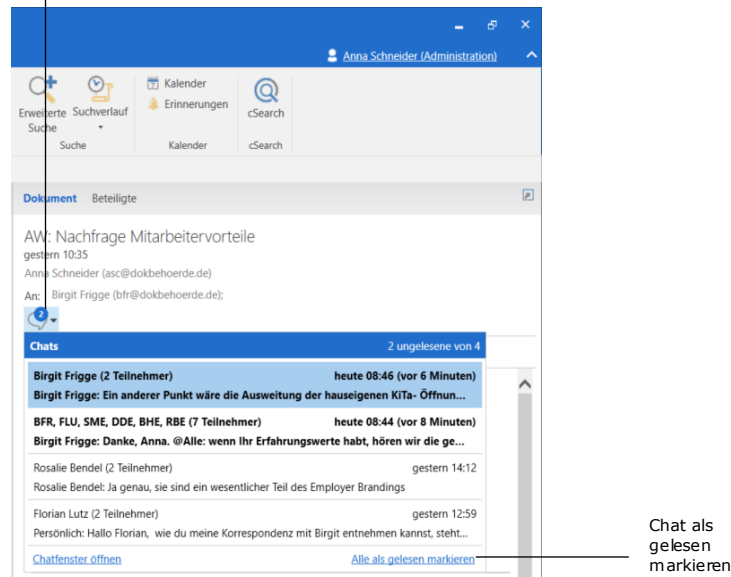 Anna Schneider (Administration)
Erweiterte Suche
Suchverlauf
Suche
7 Kalender
Erinnerungen
Kalender
cSearch
cSearch
Dokument Beteiligte
AW: Nachfrage Mitarbeitervorteile
gestern 10:35
Anna Schneider (asc@dokbehoerde.de)
An: Birgit Frigge (bfr@dokbehoerde.de);
2
Chats 2 ungelesene von 4
Birgit Frigge (2 Teilnehmer) heute 08:46 (vor 6 Minuten)
Birgit Frigge: Ein anderer Punkt wäre die Ausweitung der hauseigenen KiTa- Öffnun...
BFR, FLU, SME, DDE, BHE, RBE (7 Teilnehmer) heute 08:44 (vor 8 Minuten)
Birgit Frigge: Danke, Anna. @Alle: wenn Ihr Erfahrungswerte habt, hören wir die ge...
Rosalie Bendel (2 Teilnehmer) gestern 14:12
Rosalie Bendel: Ja genau, sie sind ein wesentlicher Teil des Employer Brandings
Florian Lutz (2 Teilnehmer) gestern 12:59
Persönlich: Hallo Florian, wie du meine Korrespondenz mit Birgit entnehmen kannst, steht...
Chatfenster öffnen Alle als gelesen markieren
Chat als
gelesen
markieren